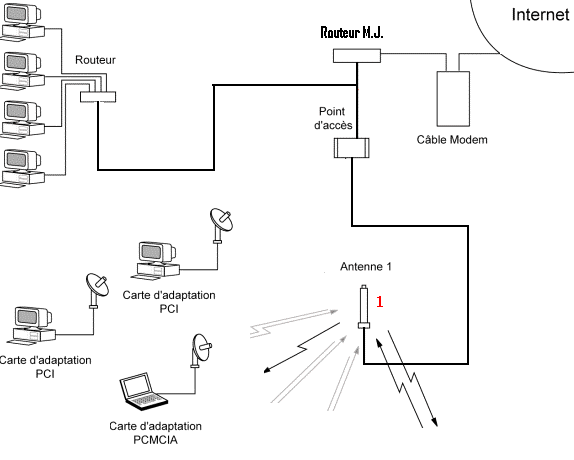 Internet
Routeur M.J.
Routeur
Point
d'accès
Câble Modem
Antenne 1
1
Carte d'adaptation
PCI
Carte d'adaptation
PCI
Carte d'adaptation
PCMCIA